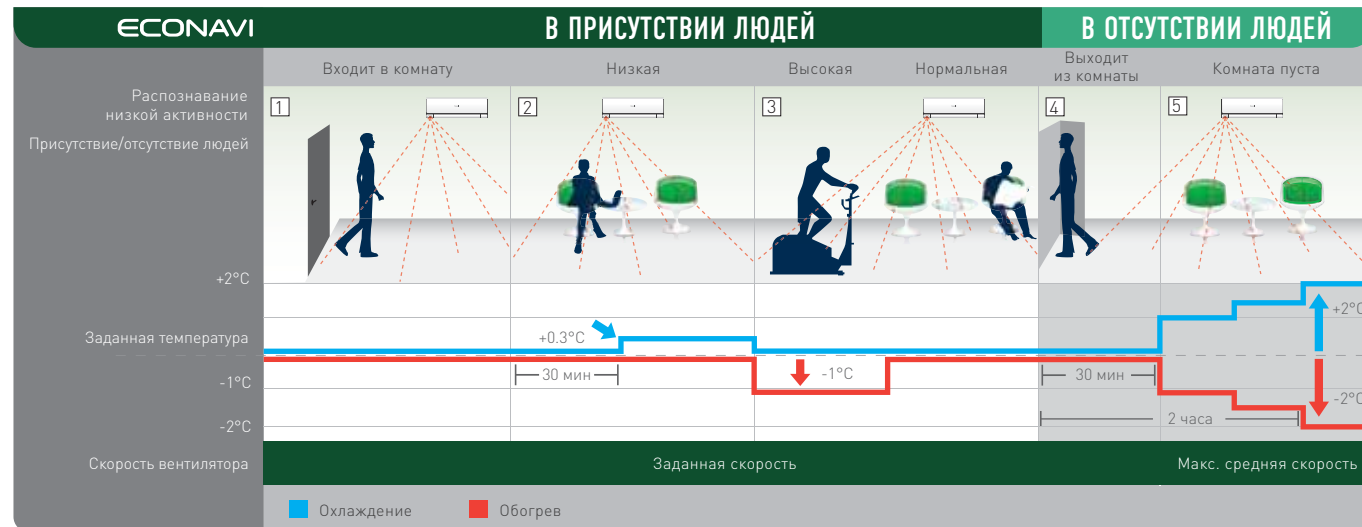 ECONAVI
В ПРИСУТСТВИИ ЛЮДЕЙ
В ОТСУТСТВИИ ЛЮДЕЙ
Входит в комнату
Низкая
Высокая
Нормальная
Выходит
из комнаты
Комната пуста
Распознавание
низкой активности
Присутствие/отсутствие людей
1
2
3
4
5
+2°C
Заданная температура
-1°C
-2°C
+0.3°C
30 мин
-1°C
30 мин
2 часа
+2°C
-2°C
Скорость вентилятора
Заданная скорость
Макс. средняя скорость
Охлаждение
Обогрев